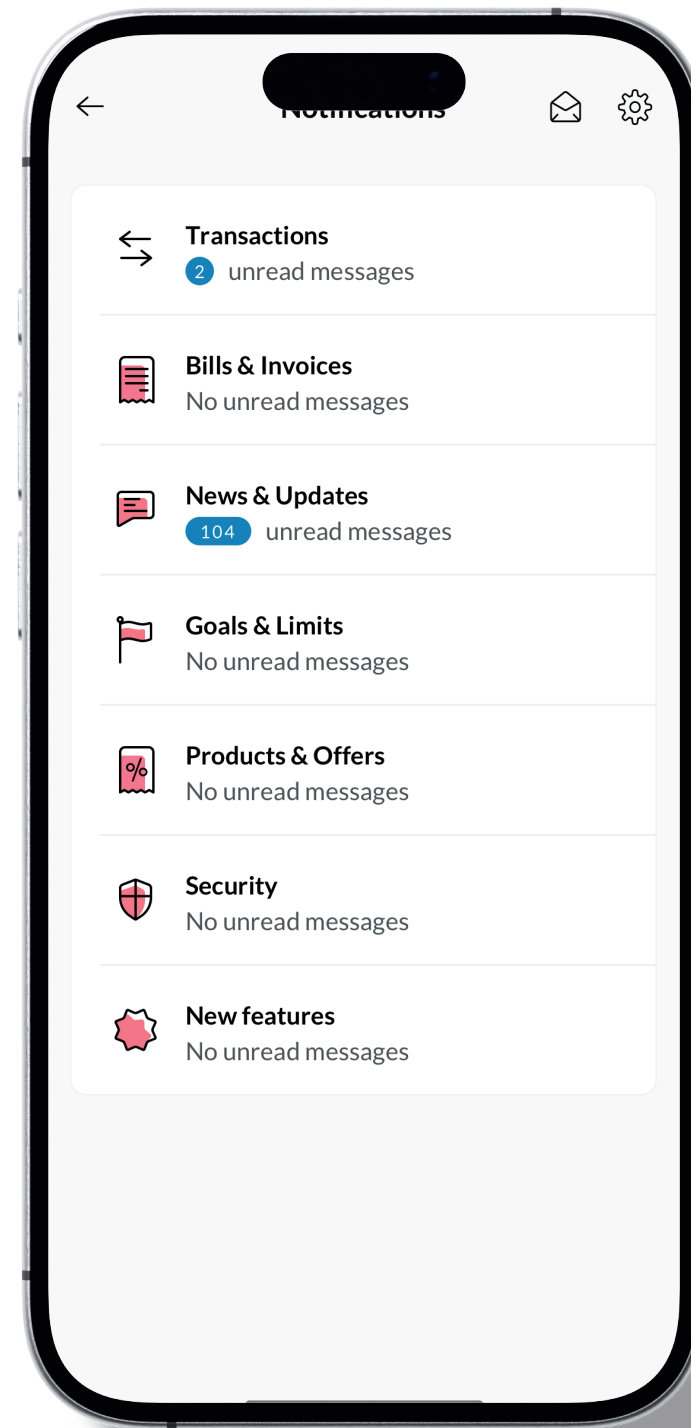 Notifications
Transactions
2 unread messages
Bills & Invoices
No unread messages
News & Updates
104 unread messages
Goals & Limits
No unread messages
%
Products & Offers
No unread messages
Security
No unread messages
New features
No unread messages